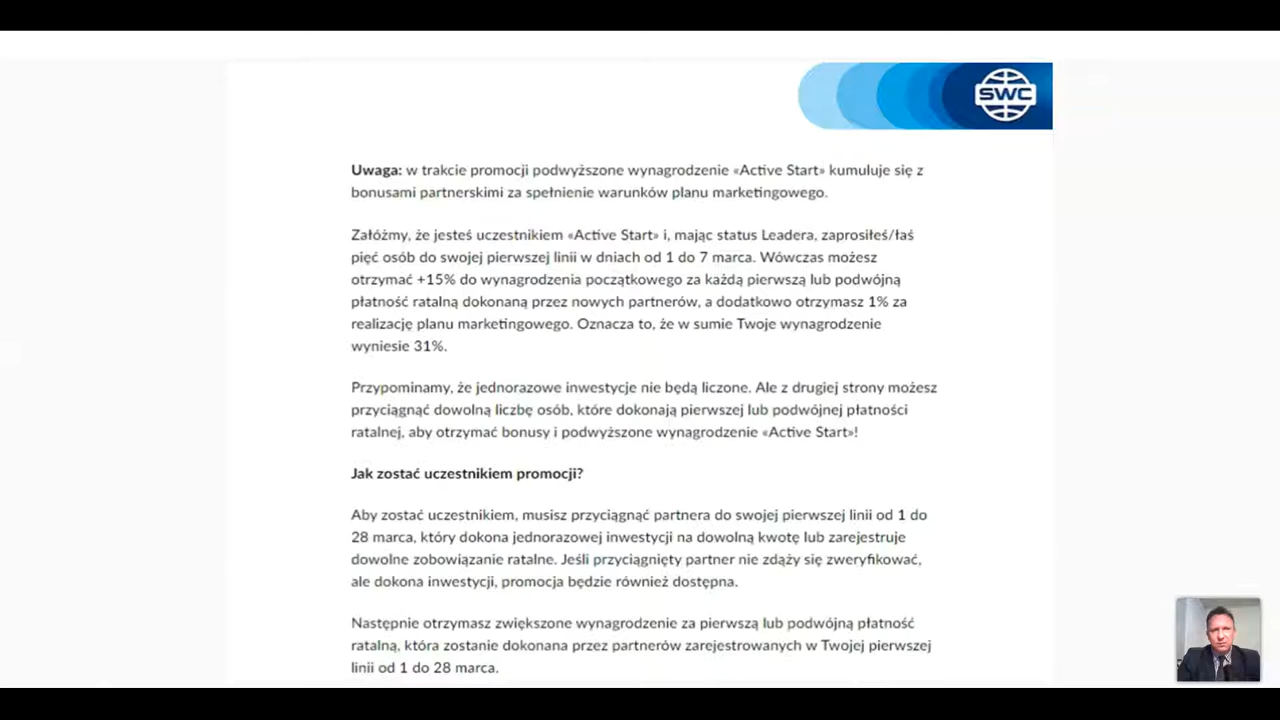 SWC
Uwaga: w trakcie promocji podwyższone wynagrodzenie «Active Start» kumuluje się z
bonusami partnerskimi za spełnienie warunków planu marketingowego.
Załóżmy, że jesteś uczestnikiem «Active Start» i, mając status Leadera, zaprosiłeś/łaś
pięć osób do swojej pierwszej linii w dniach od 1 do 7 marca. Wówczas możesz
otrzymać +15% do wynagrodzenia początkowego za każdą pierwszą lub podwójną
płatność ratalną dokonaną przez nowych partnerów, a dodatkowo otrzymasz 1% za
realizację planu marketingowego. Oznacza to, że w sumie Twoje wynagrodzenie
wyniesie 31%.
Przypominamy, że jednorazowe inwestycje nie będą liczone. Ale z drugiej strony możesz
przyciągnąć dowolną liczbę osób, które dokonają pierwszej lub podwójnej płatności
ratalnej, aby otrzymać bonusy i podwyższone wynagrodzenie «Active Start»!
Jak zostać uczestnikiem promocji?
Aby zostać uczestnikiem, musisz przyciągnąć partnera do swojej pierwszej linii od 1 do
28 marca, który dokona jednorazowej inwestycji na dowolną kwotę lub zarejestruje
dowolne zobowiązanie ratalne. Jeśli przyciągnięty partner nie zdąży się zweryfikować,
ale dokona inwestycji, promocja będzie również dostępna.
Następnie otrzymasz zwiększone wynagrodzenie za pierwszą lub podwójną płatność
ratalną, która zostanie dokonana przez partnerów zarejestrowanych w Twojej pierwszej
linii od 1 do 28 marca.